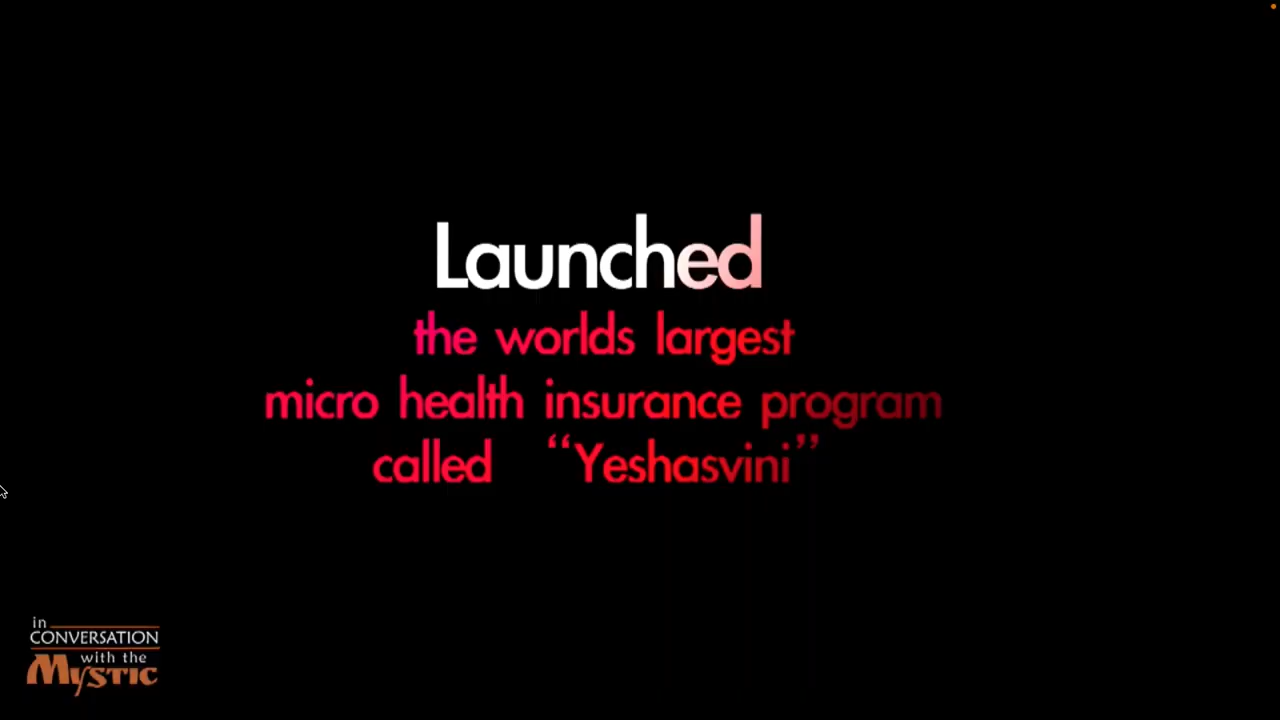 Launched
the worlds largest
micro health insurance program
called “Yeshasvini”
in
CONVERSATION
with the
MYSTIC